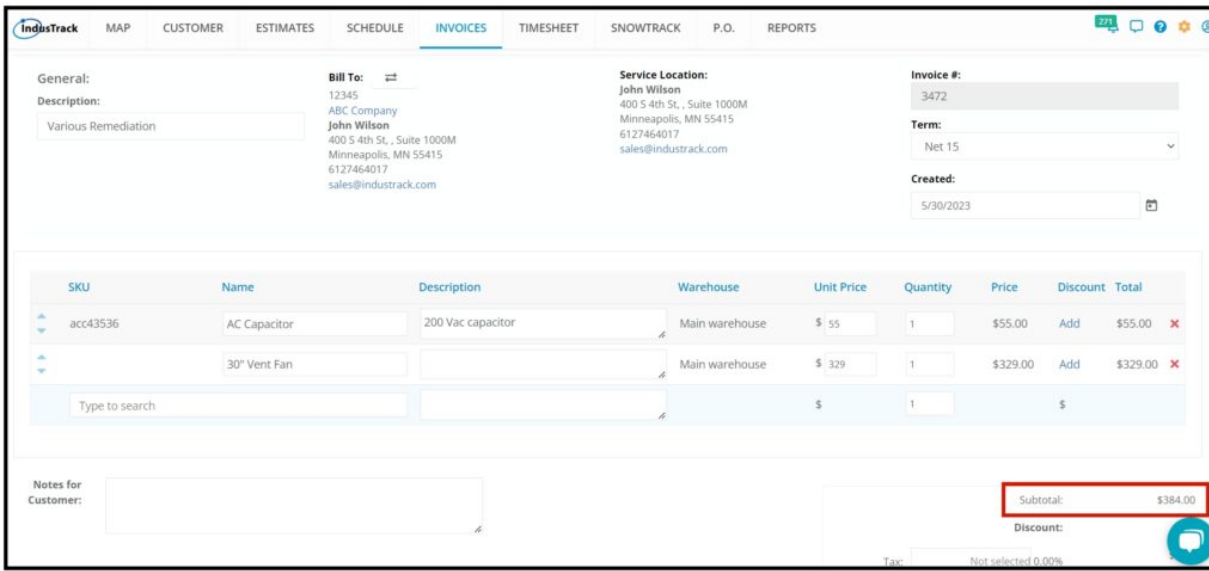 IndusTrack MAP CUSTOMER ESTIMATES SCHEDULE INVOICES TIMESHEET SNOWTRACK P.O. REPORTS 271
General:
Description:
Various Remediation
Bill To:
12345
ABC Company
John Wilson
400 S 4th St, , Suite 1000M
Minneapolis, MN 55415
6127464017
sales@industrack.com
Service Location:
John Wilson
400 S 4th St, , Suite 1000M
Minneapolis, MN 55415
6127464017
sales@industrack.com
Invoice #:
3472
Term:
Net 15
Created:
5/30/2023
SKU Name Description Warehouse Unit Price Quantity Price Discount Total
acc43536 AC Capacitor 200 Vac capacitor Main warehouse $ 55 1 $55.00 Add $55.00
30" Vent Fan Main warehouse $ 329 1 $329.00 Add $329.00
Type to search $ 1 $
Notes for
Customer:
Subtotal: $384.00
Discount:
Tax: Not selected 0.00%